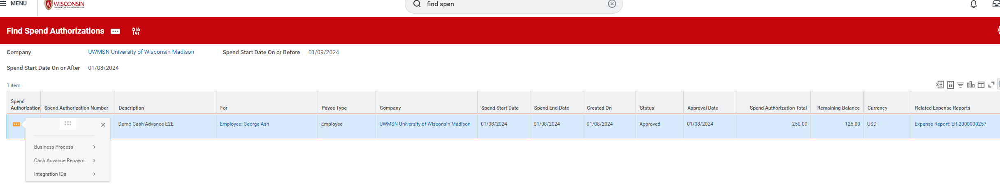 MENU
WISCONSIN
UNIVERSITY OF WISCONSIN-MADISON
find spen
Find Spend Authorizations
Company UWMSN University of Wisconsin Madison Spend Start Date On or Before 01/09/2024
Spend Start Date On or After 01/08/2024
1 item
Spend Authorization Spend Authorization Number Description For Payee Type Company Spend Start Date Spend End Date Created On Status Approval Date Spend Authorization Total Remaining Balance Currency Related Expense Reports
Demo Cash Advance E2E Employee: George Ash Employee UWMSN University of Wisconsin Madison 01/08/2024 01/08/2024 01/08/2024 Approved 01/08/2024 250.00 125.00 USD Expense Report: ER-2000000257
Business Process
Cash Advance Repaym...
Integration IDs